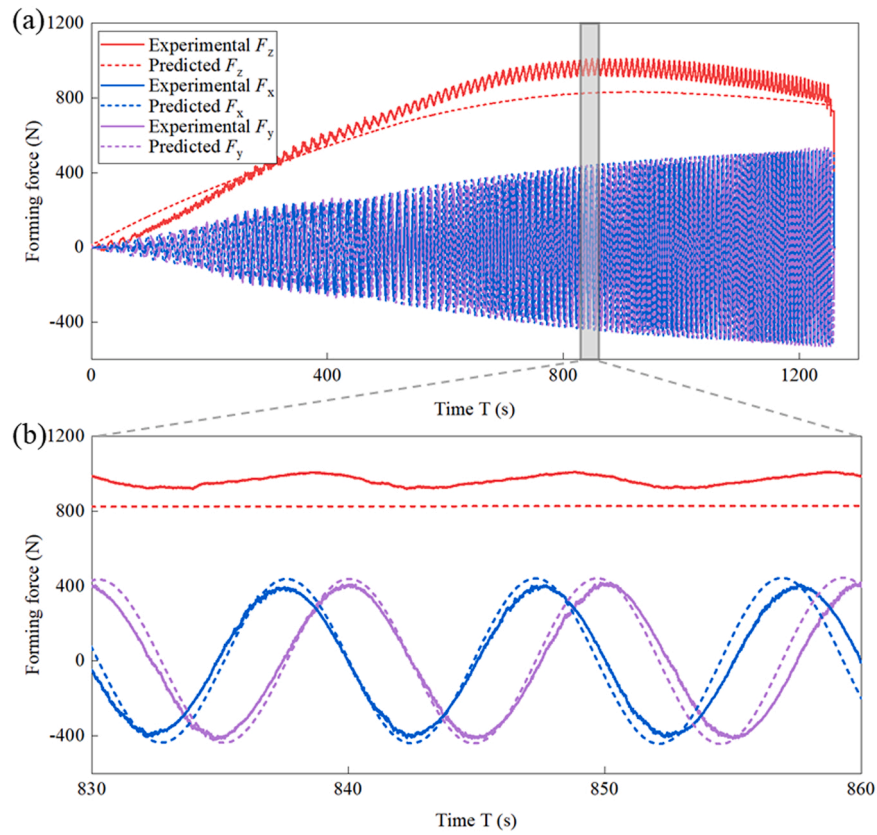 (a)
1200
800
400
0
-400
Forming force (N)
Experimental Fz
Predicted Fz
Experimental Fx
Predicted Fx
Experimental Fy
Predicted Fy
0 400 800 1200
Time T (s)
(b)
1200
800
400
0
-400
Forming force (N)
830 840 850 860
Time T (s)